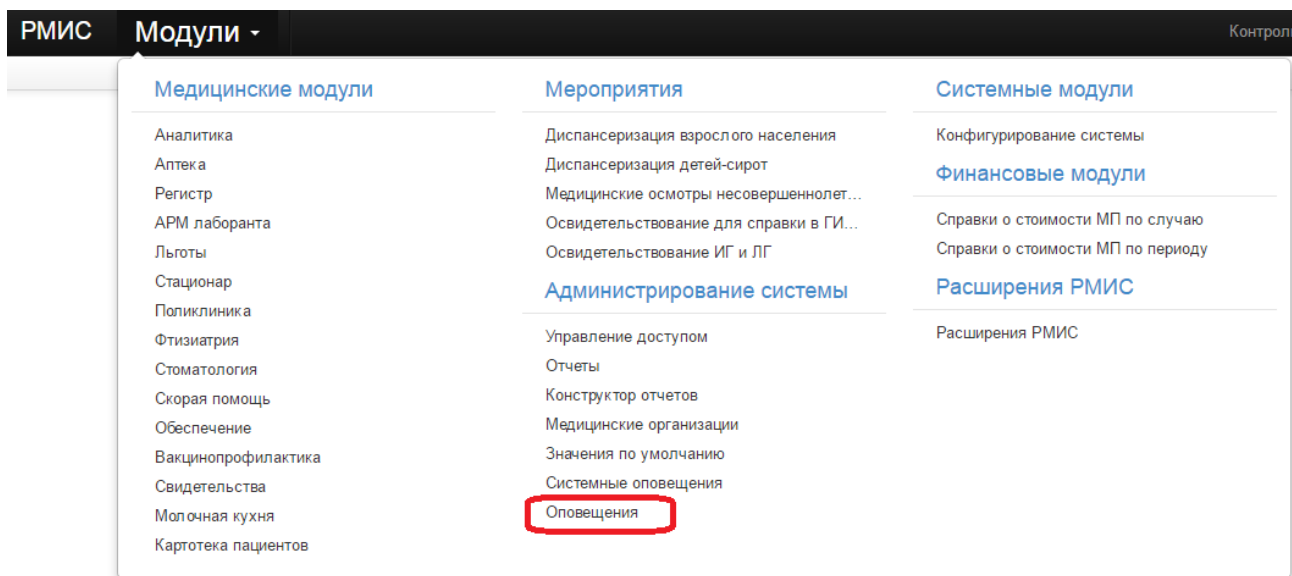 РМИС Модули Контрол
Медицинские модули
Аналитика
Аптека
Регистр
АРМ лаборанта
Льготы
Стационар
Поликлиника
Фтизиатрия
Стоматология
Скорая помощь
Обеспечение
Вакцинопрофилактика
Свидетельства
Молочная кухня
Картотека пациентов
Мероприятия
Диспансеризация взрослого населения
Диспансеризация детей-сирот
Медицинские осмотры несовершеннолет...
Освидетельствование для справки в ГИ...
Освидетельствование ИГ и ЛГ
Администрирование системы
Управление доступом
Отчеты
Конструктор отчетов
Медицинские организации
Значения по умолчанию
Системные оповещения
Оповещения
Системные модули
Конфигурирование системы
Финансовые модули
Справки о стоимости МП по случаю
Справки о стоимости МП по периоду
Расширения РМИС
Расширения РМИС